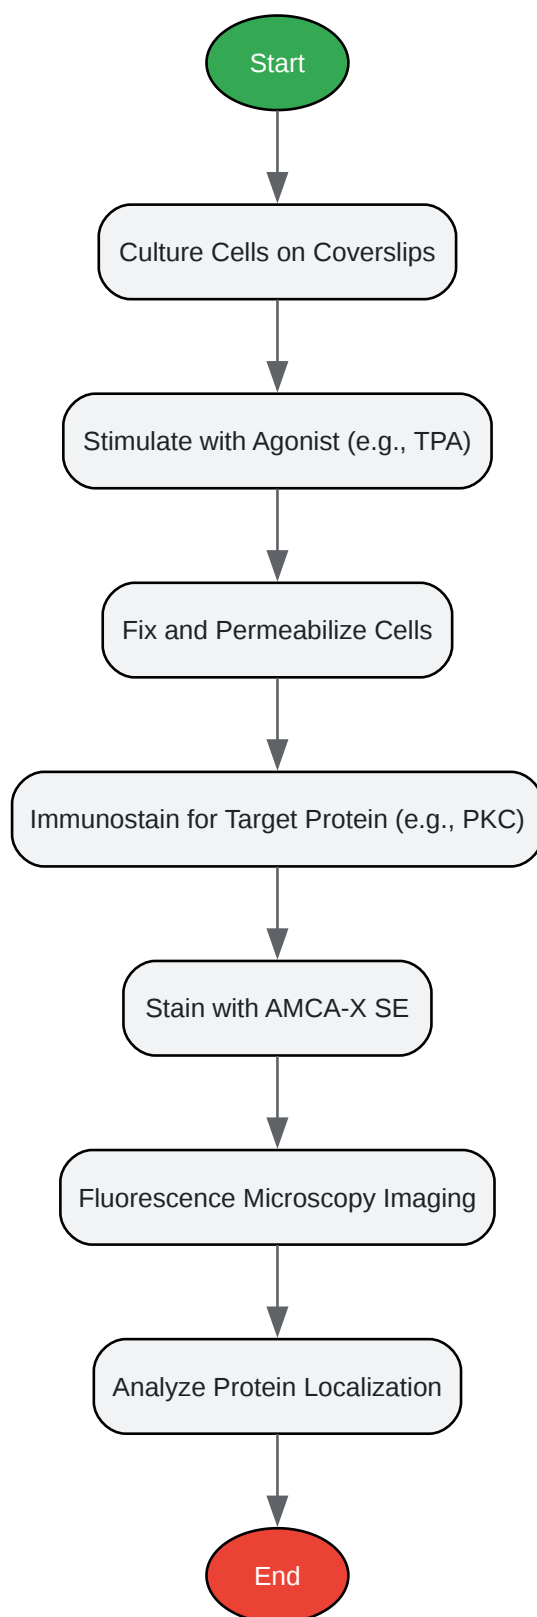 Start
Culture Cells on Coverslips
Stimulate with Agonist (e.g., TPA)
Fix and Permeabilize Cells
Immunostain for Target Protein (e.g., PKC)
Stain with AMCA-X SE
Fluorescence Microscopy Imaging
Analyze Protein Localization
End